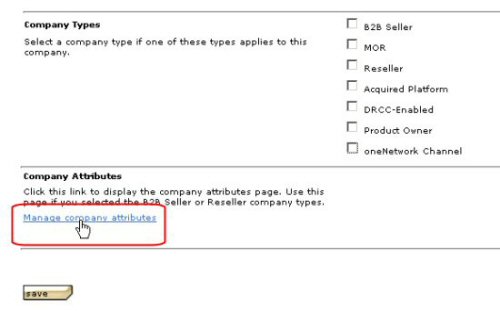 Company Types
Select a company type if one of these types applies to this
company.
B2B Seller
MOR
Reseller
Acquired Platform
DRCC-Enabled
Product Owner
oneNetwork Channel
Company Attributes
Click this link to display the company attributes page. Use this
page if you selected the B2B Seller or Reseller company types.
Manage company attributes
save